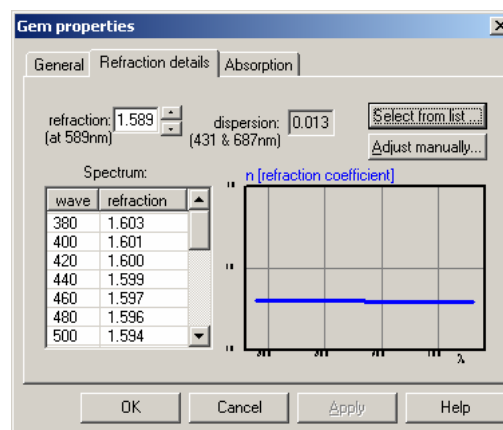 Gem properties
General Refraction details Absorption
refraction: 1.589
(at 589nm)
dispersion: 0.013
(431 & 687nm)
Select from list ...
Adjust manually...
Spectrum:
wave refraction
380 1.603
400 1.601
420 1.600
440 1.599
460 1.597
480 1.596
500 1.594
n [refraction coefficient]
λ
OK Cancel Apply Help